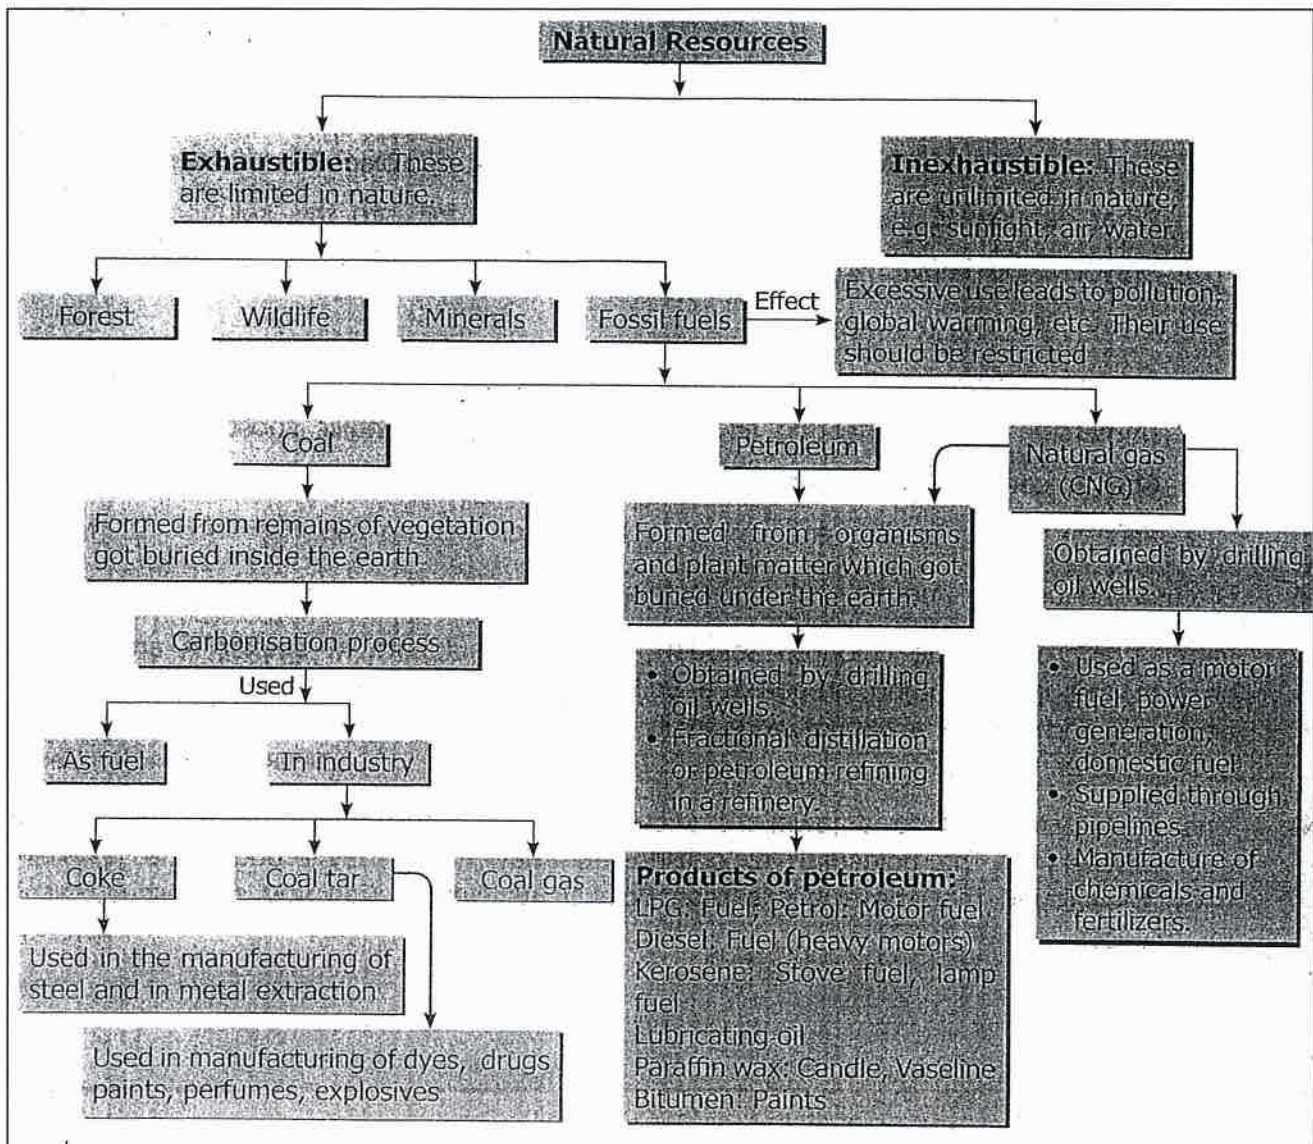 Natural Resources
Exhaustible: These
are limited in nature.
Inexhaustible: These
are unlimited in nature,
e.g. sunlight, air, water.
Forest
Wildlife
Minerals
Fossil fuels
Effect
Excessive use leads to pollution,
global warming, etc. Their use
should be restricted
Coal
Petroleum
Natural gas
(CNG)
Formed from remains of vegetation
got buried inside the earth
Formed from organisms
and plant matter which got
buried under the earth.
Obtained by drilling
oil wells.
Carbonisation process
Used
As fuel
In industry
• Obtained by drilling
oil wells.
• Fractional distillation
or petroleum refining
in a refinery.
• Used as a motor
fuel, power
generation,
domestic fuel
• Supplied through
pipelines.
• Manufacture of
chemicals and
fertilizers.
Coke
Coal tar
Coal gas
Used in the manufacturing of
steel and in metal extraction.
Used in manufacturing of dyes, drugs
paints, perfumes, explosives
Products of petroleum:
LPG: Fuel; Petrol: Motor fuel
Diesel: Fuel (heavy motors)
Kerosene: Stove fuel, lamp
fuel
Lubricating oil
Paraffin wax: Candle, Vaseline
Bitumen: Paints